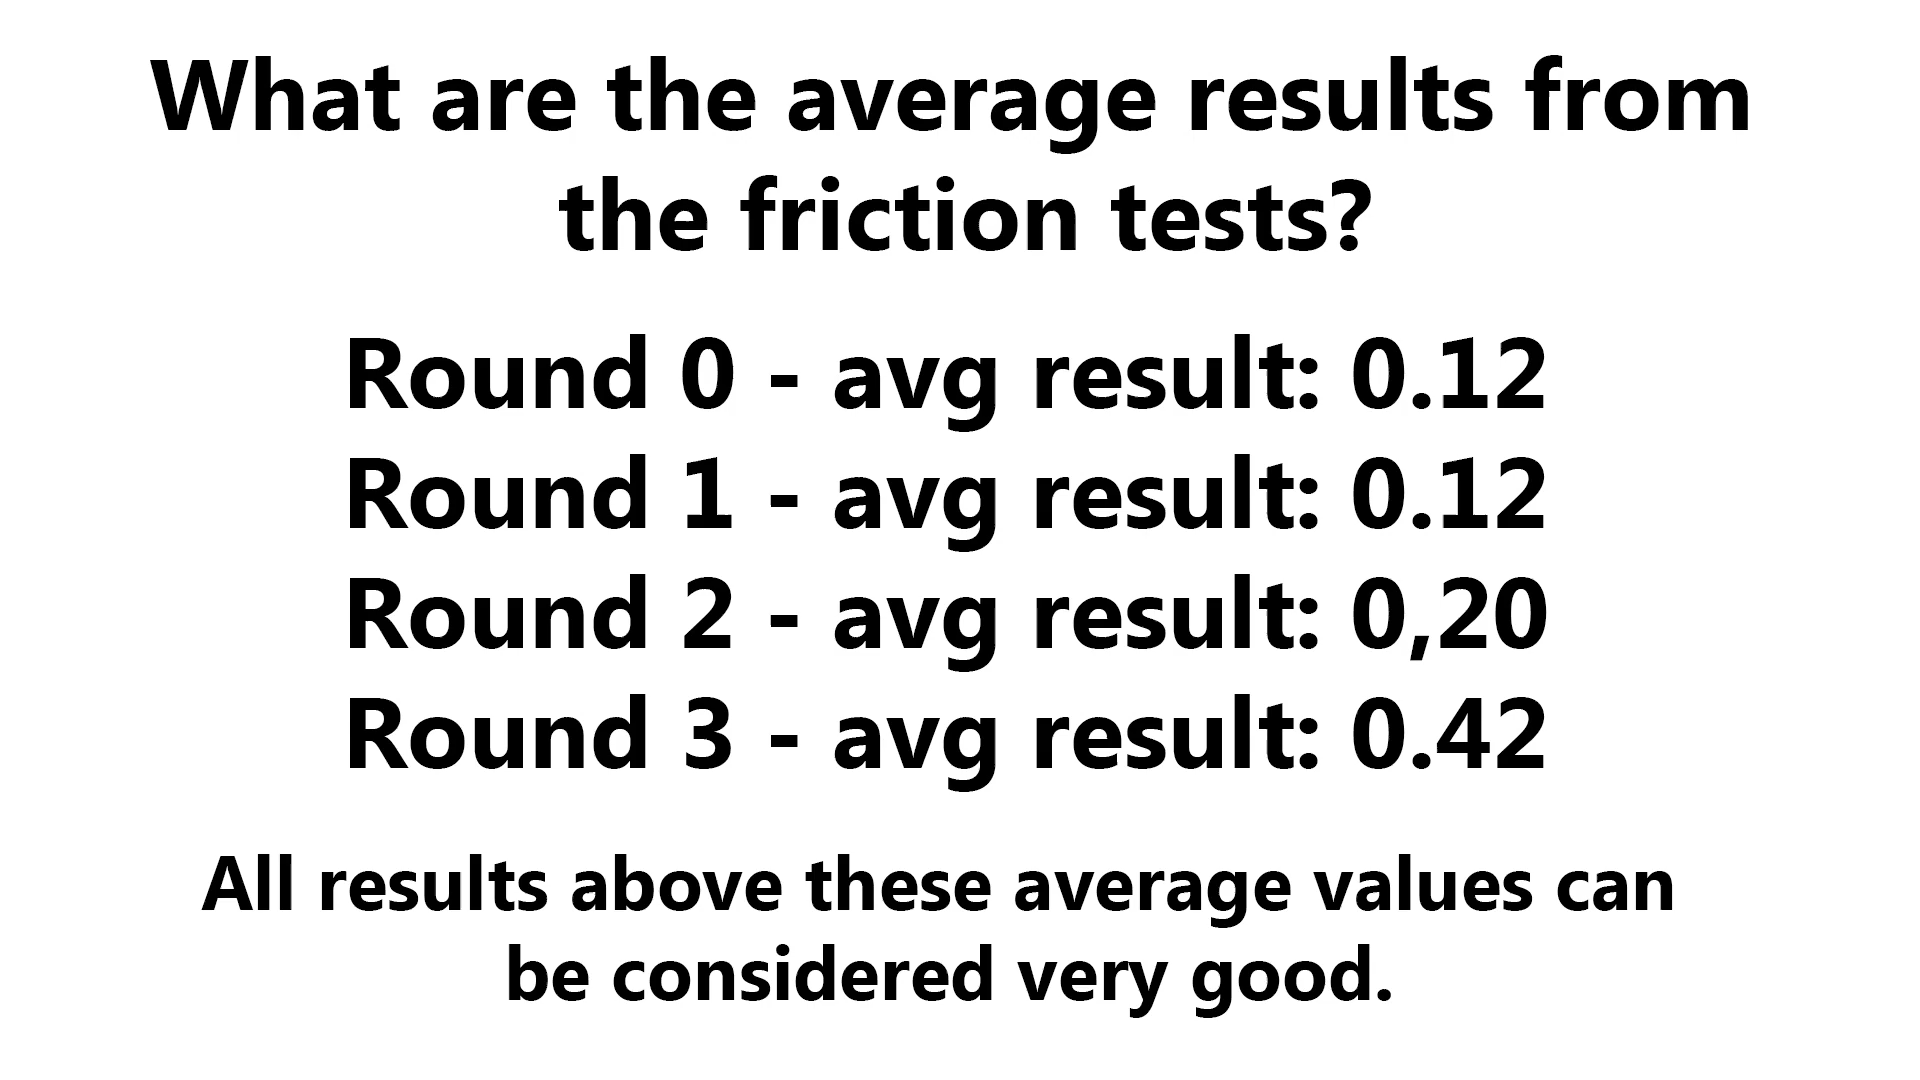 What are the average results from
the friction tests?
Round 0 - avg result: 0.12
Round 1 - avg result: 0.12
Round 2 - avg result: 0,20
Round 3 - avg result: 0.42
All results above these average values can
be considered very good.